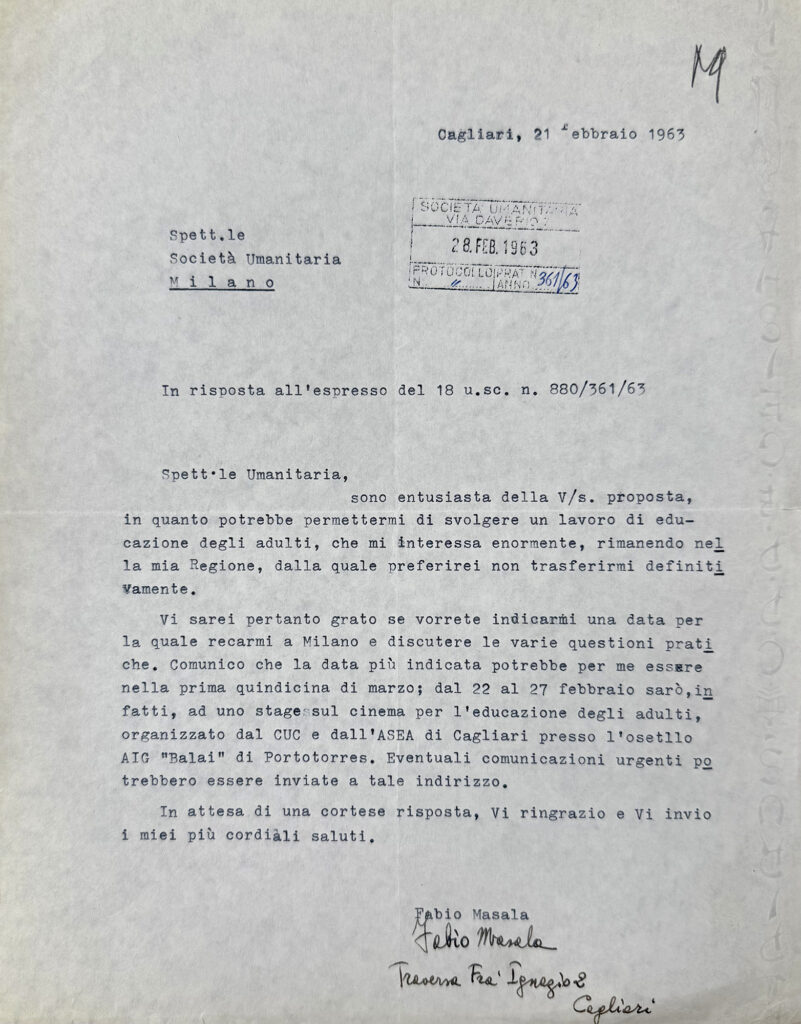 M
Cagliari, 21 febbraio 1963
SOCIETÀ UMANITARIA
VIA DAVERIO 7
28. FEB. 1963
PROTOCOLLO PRAT. N. 361/63
N. ANNO
Spett.le
Società Umanitaria
M i l a n o
In risposta all'espresso del 18 u.sc. n. 880/361/63
Spett.le Umanitaria,
sono entusiasta della V/s. proposta,
in quanto potrebbe permettermi di svolgere un lavoro di edu-
cazione degli adulti, che mi interessa enormemente, rimanendo nel
la mia Regione, dalla quale preferirei non trasferirmi definiti
vamente.
Vi sarei pertanto grato se vorrete indicarmi una data per
la quale recarmi a Milano e discutere le varie questioni prati
che. Comunico che la data più indicata potrebbe per me essere
nella prima quindicina di marzo; dal 22 al 27 febbraio sarò,in
fatti, ad uno stage sul cinema per l'educazione degli adulti,
organizzato dal CUC e dall'ASEA di Cagliari presso l'osetllo
AIG "Balai" di Portotorres. Eventuali comunicazioni urgenti po
trebbero essere inviate a tale indirizzo.
In attesa di una cortese risposta, Vi ringrazio e Vi invio
i miei più cordiali saluti.
Fabio Masala
Fabio Masala
Traversa Fra' Ignazio 2
Cagliari